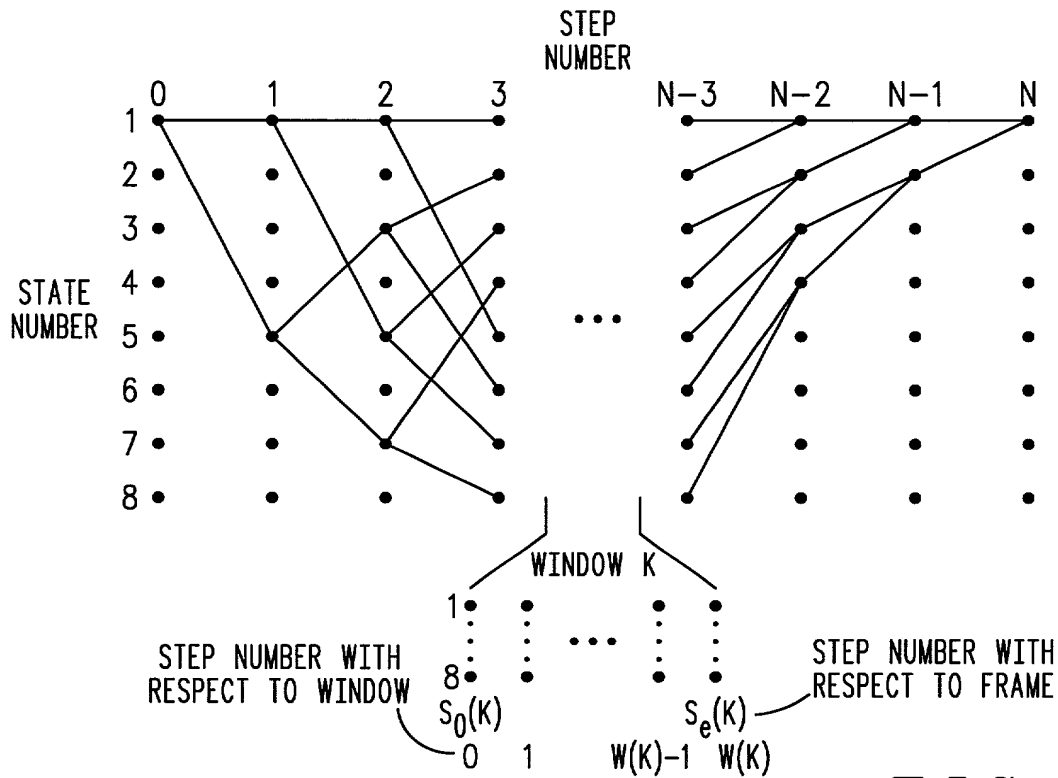 STEP
NUMBER
0 1 2 3 N-3 N-2 N-1 N
1
2
3
4
STATE
NUMBER
5
6
7
8
WINDOW K
1
8
STEP NUMBER WITH
RESPECT TO WINDOW
STEP NUMBER WITH
RESPECT TO FRAME
S0(K) Se(K)
0 1 W(K)-1 W(K)